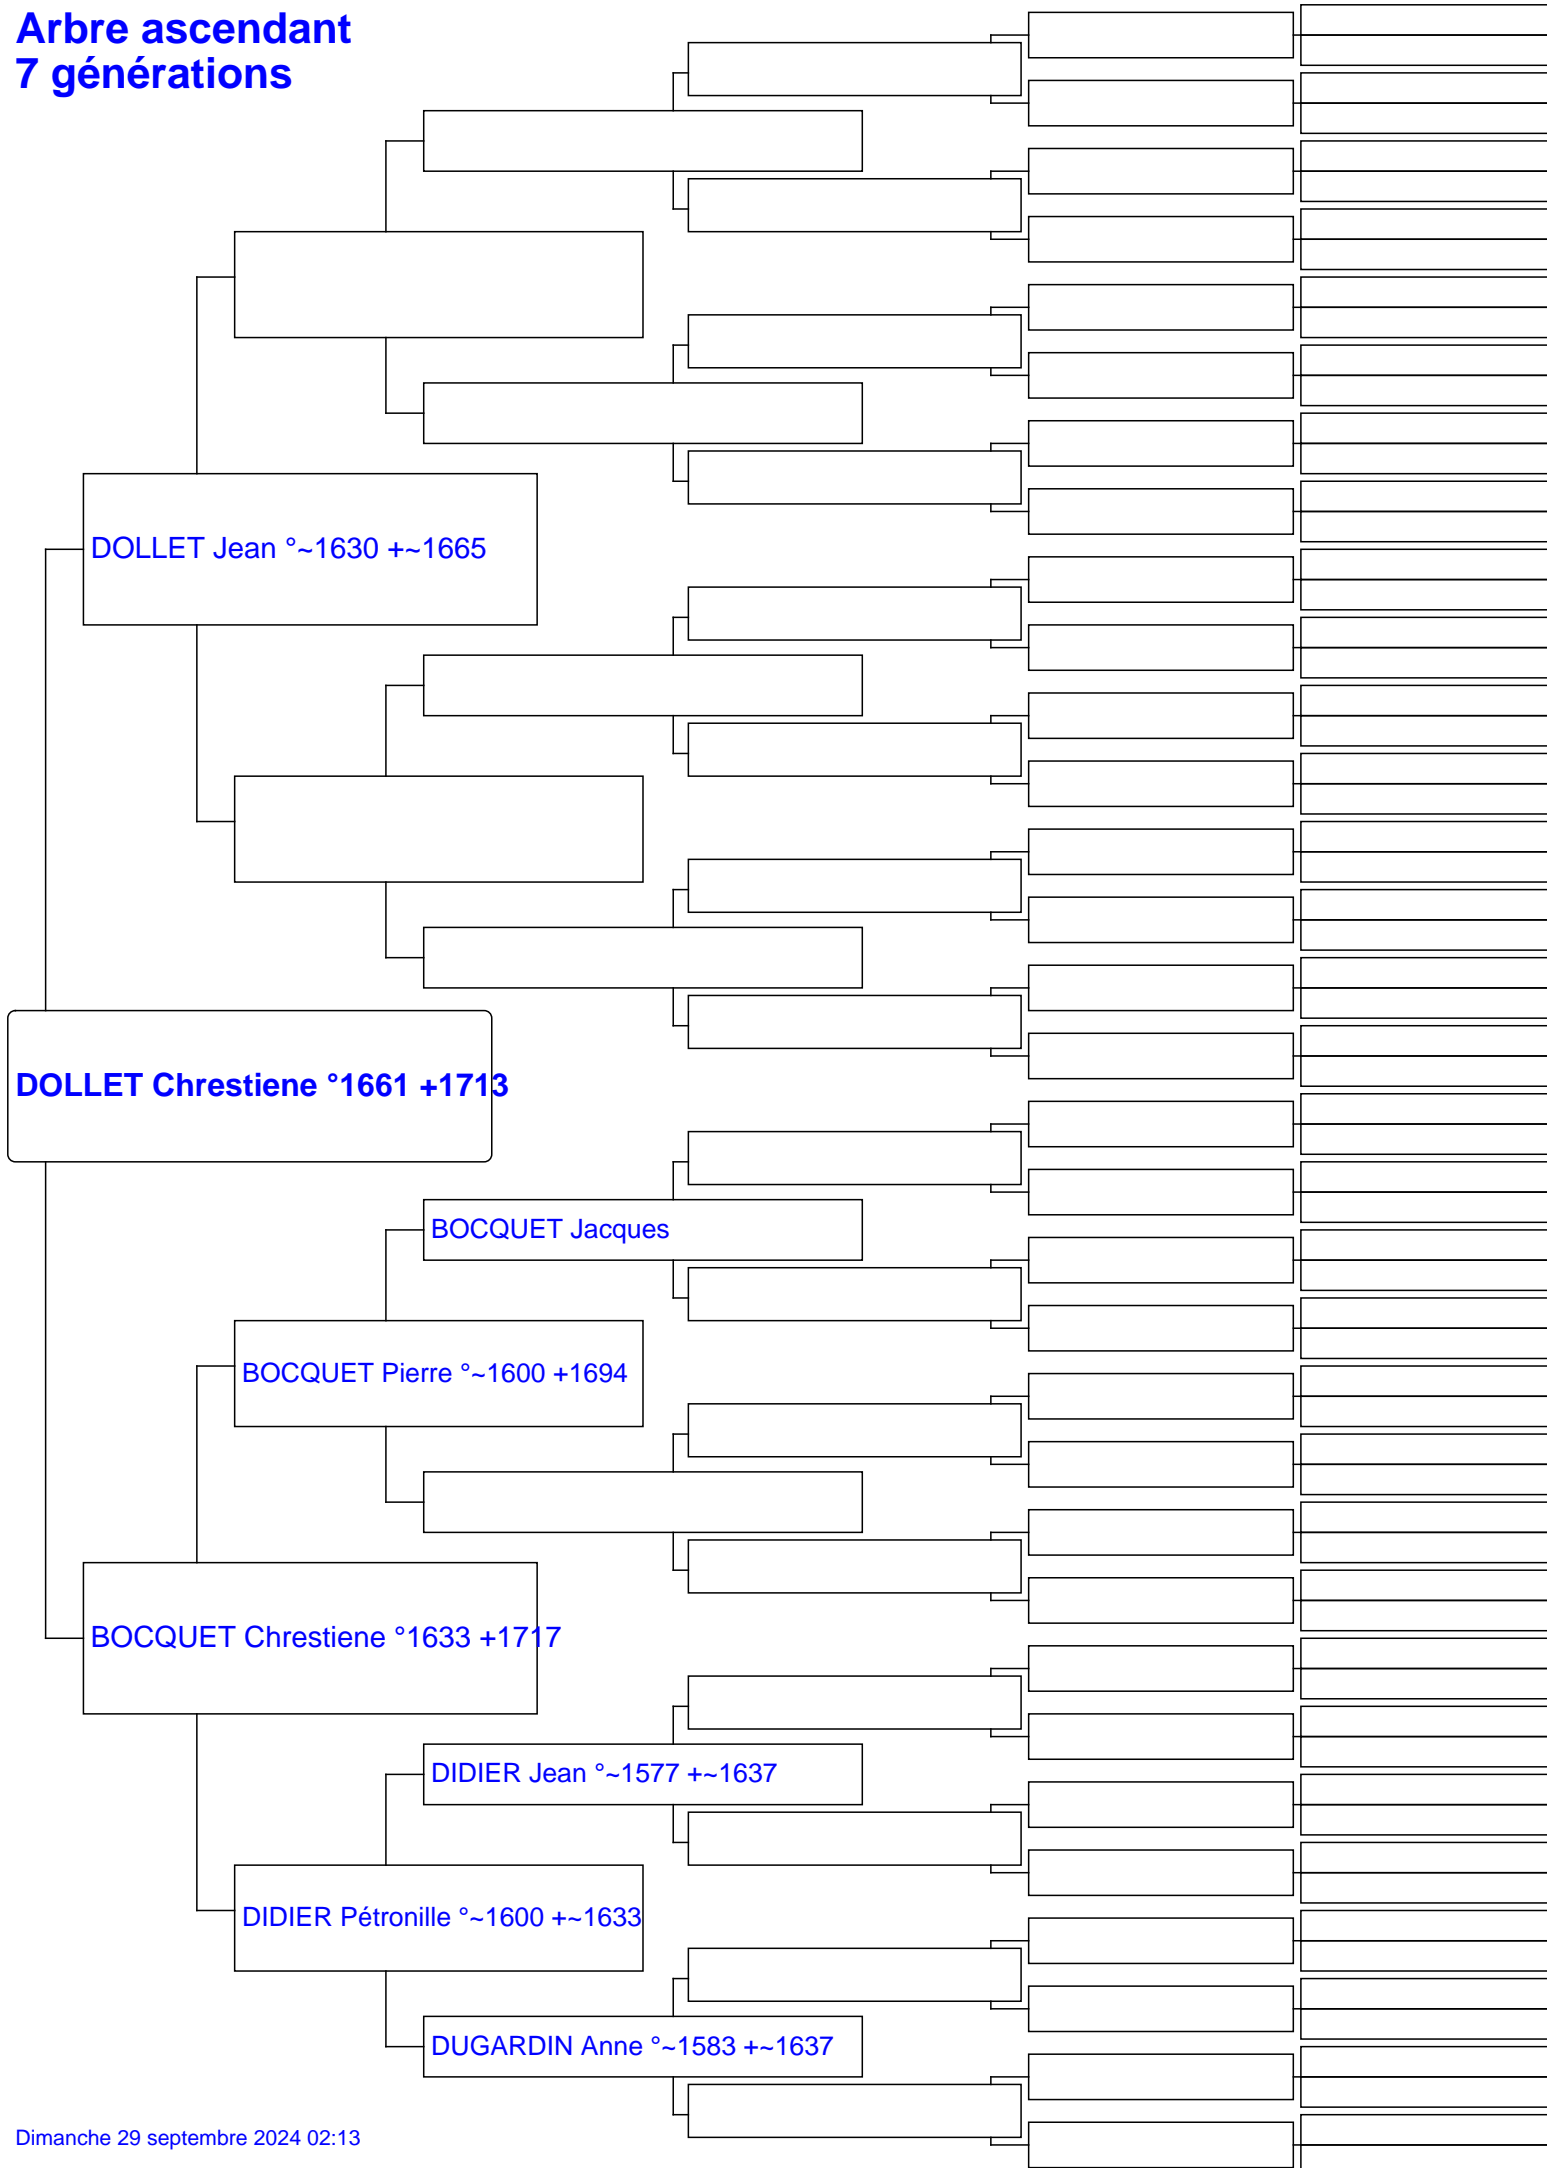 Arbre ascendant
7 générations
DOLLET Jean °~1630 +~1665
DOLLET Chrestiene °1661 +1713
BOCQUET Jacques
BOCQUET Pierre °~1600 +1694
BOCQUET Chrestiene °1633 +1717
DIDIER Jean °~1577 +~1637
DIDIER Pétronille °~1600 +~1633
DUGARDIN Anne °~1583 +~1637
Dimanche 29 septembre 2024 02:13